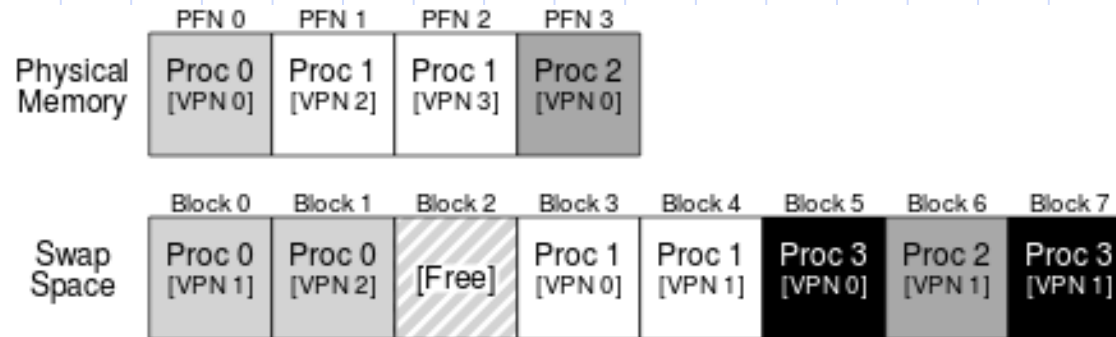 PFN 0 PFN 1 PFN 2 PFN 3
Physical Memory
Proc 0 Proc 1 Proc 1 Proc 2
[VPN 0] [VPN 2] [VPN 3] [VPN 0]
Block 0 Block 1 Block 2 Block 3 Block 4 Block 5 Block 6 Block 7
Swap Space
Proc 0 Proc 0 [Free] Proc 1 Proc 1 Proc 3 Proc 2 Proc 3
[VPN 1] [VPN 2] [VPN 0] [VPN 1] [VPN 0] [VPN 1] [VPN 1]